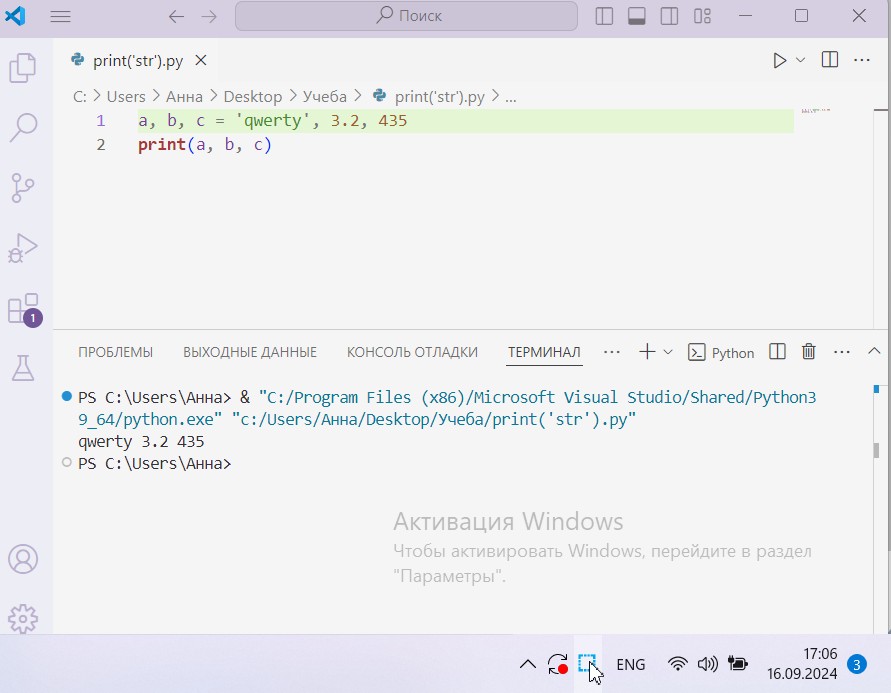 Поиск
print('str').py
C: > Users > Анна > Desktop > Учеба > print('str').py > ...
1 a, b, c = 'qwerty', 3.2, 435
2 print(a, b, c)
1
ПРОБЛЕМЫ ВЫХОДНЫЕ ДАННЫЕ КОНСОЛЬ ОТЛАДКИ ТЕРМИНАЛ ... Python ...
PS C:\Users\Анна> & "C:/Program Files (x86)/Microsoft Visual Studio/Shared/Python3
9_64/python.exe" "c:/Users/Анна/Desktop/Учеба/print('str').py"
qwerty 3.2 435
PS C:\Users\Анна>
Активация Windows
Чтобы активировать Windows, перейдите в раздел
"Параметры".
ENG
17:06
16.09.2024
3